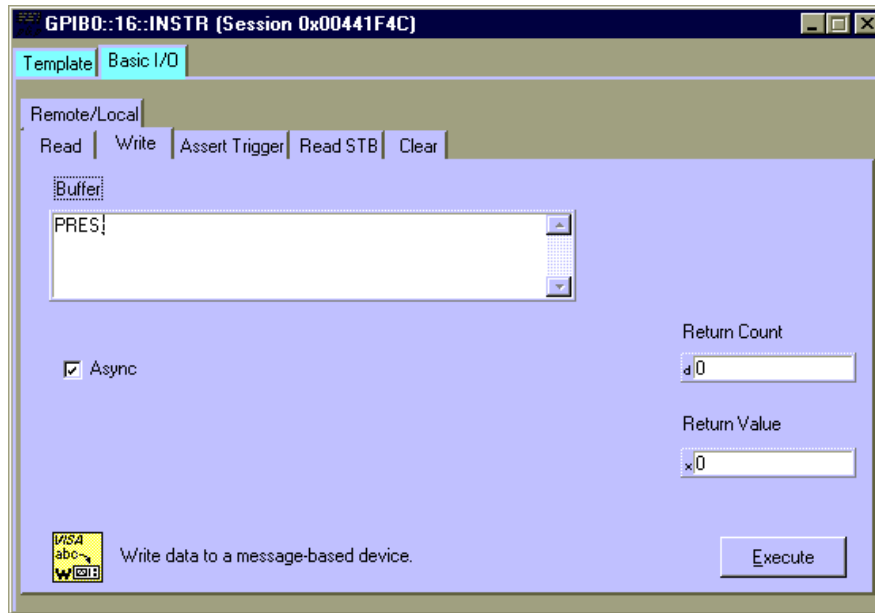 GPIB0::16::INSTR (Session 0x00441F4C)
Template Basic I/O
Remote/Local
Read Write Assert Trigger Read STB Clear
Buffer
PRES;
Return Count
Async
d 0
Return Value
x 0
VISA
abc
W
Write data to a message-based device.
Execute